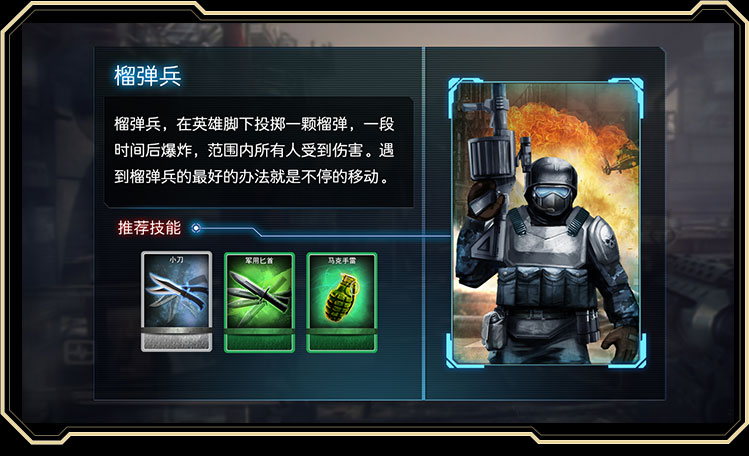 榴弹兵
榴弹兵，在英雄脚下投掷一颗榴弹，一段
时间后爆炸，范围内所有人受到伤害。遇
到榴弹兵的最好的办法就是不停的移动。
推荐技能
小刀
军用匕首
马克手雷